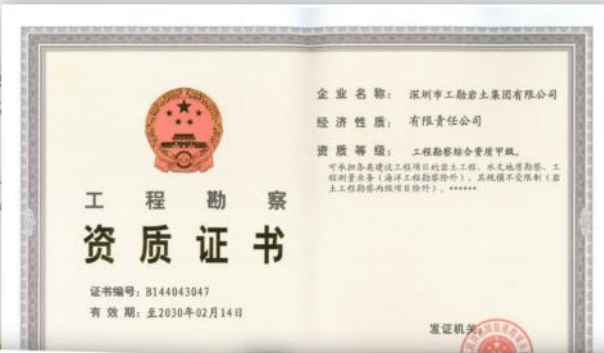 工程勘察
资质证书
证书编号：B144043047
有效期：至2030年02月14日
企业名称：深圳市工勘岩土集团有限公司
经济性质：有限责任公司
资质等级：工程勘察综合资质甲级。
可承担各类建设工程项目的岩土工程、水文地质勘察、工
程测量业务（海洋工程勘察除外），其规模不受限制（岩
土工程勘察丙级项目除外）。******
发证机关